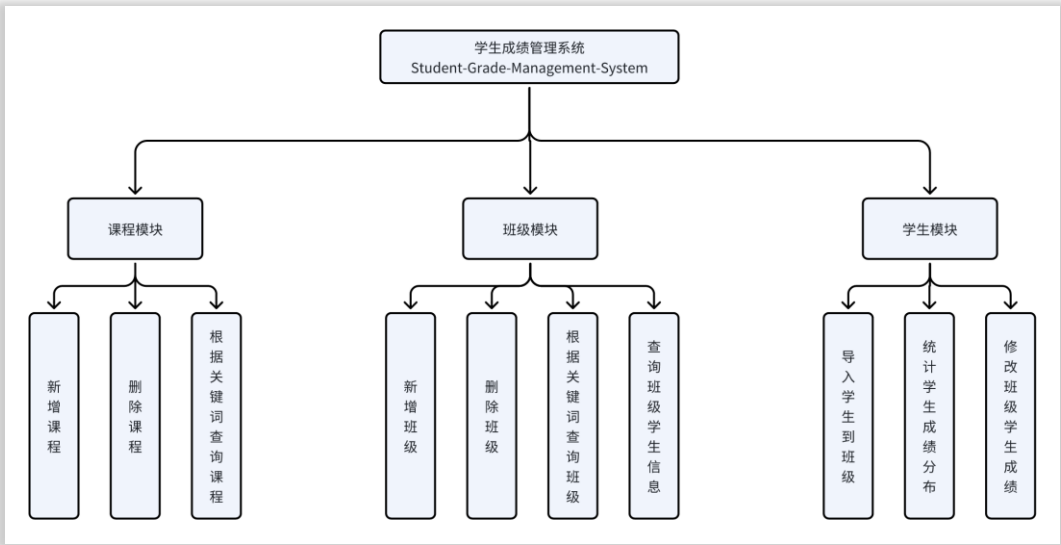 学生成绩管理系统
Student-Grade-Management-System
课程模块
班级模块
学生模块
新增课程
删除课程
根据关键词查询课程
新增班级
删除班级
根据关键词查询班级
查询班级学生信息
导入学生到班级
统计学生成绩分布
修改班级学生成绩